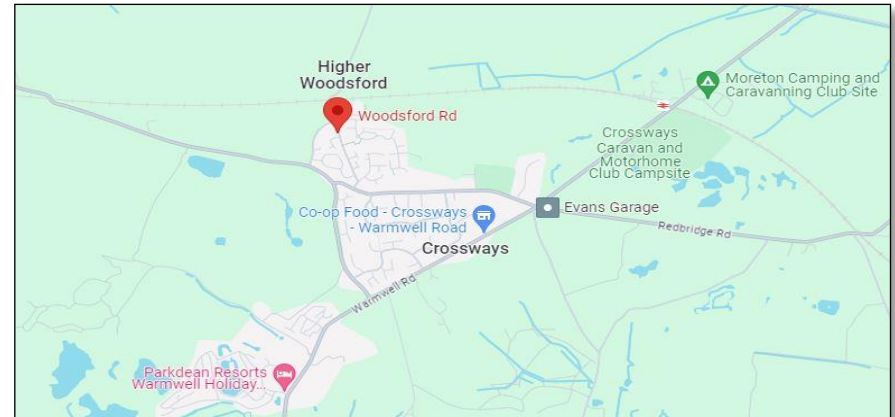 Higher
Woodsford
Woodsford Rd
Moreton Camping and
Caravanning Club Site
Crossways
Caravan and
Motorhome
Club Campsite
Co-op Food - Crossways
- Warmwell Road
Evans Garage
Redbridge Rd
Crossways
Warmwell Rd
Parkdean Resorts
Warmwell Holiday...